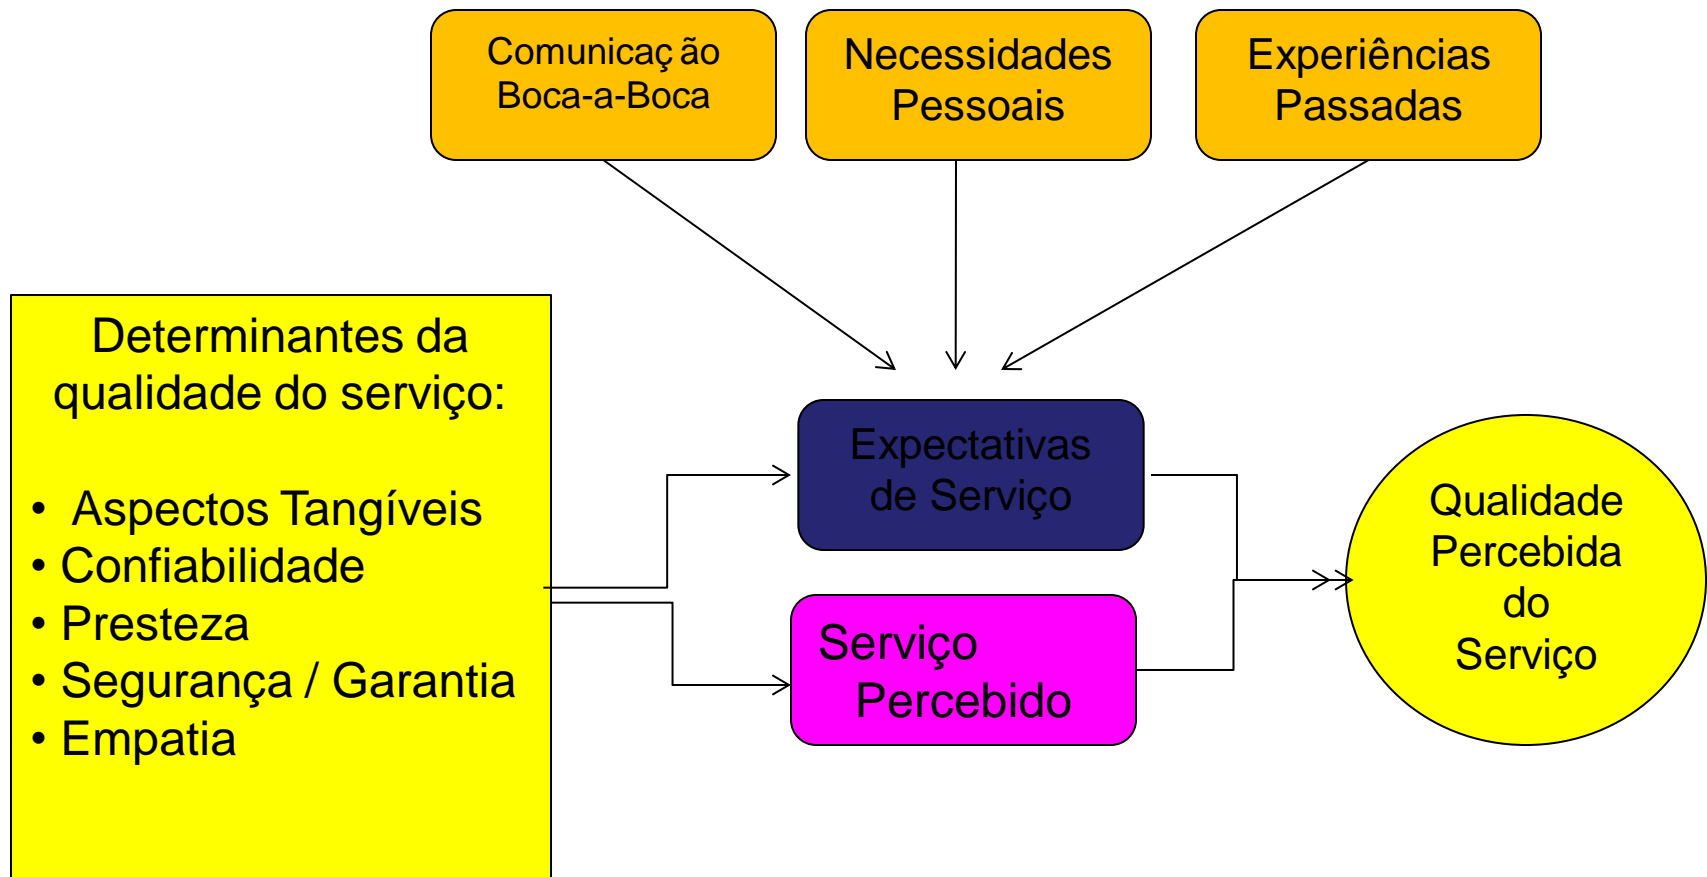 Comunicaç ão
Boca-a-Boca
Necessidades
Pessoais
Experiências
Passadas
Determinantes da
qualidade do serviço:
• Aspectos Tangíveis
• Confiabilidade
• Presteza
• Segurança / Garantia
• Empatia
Expectativas
de Serviço
Serviço
Percebido
Qualidade
Percebida
do
Serviço